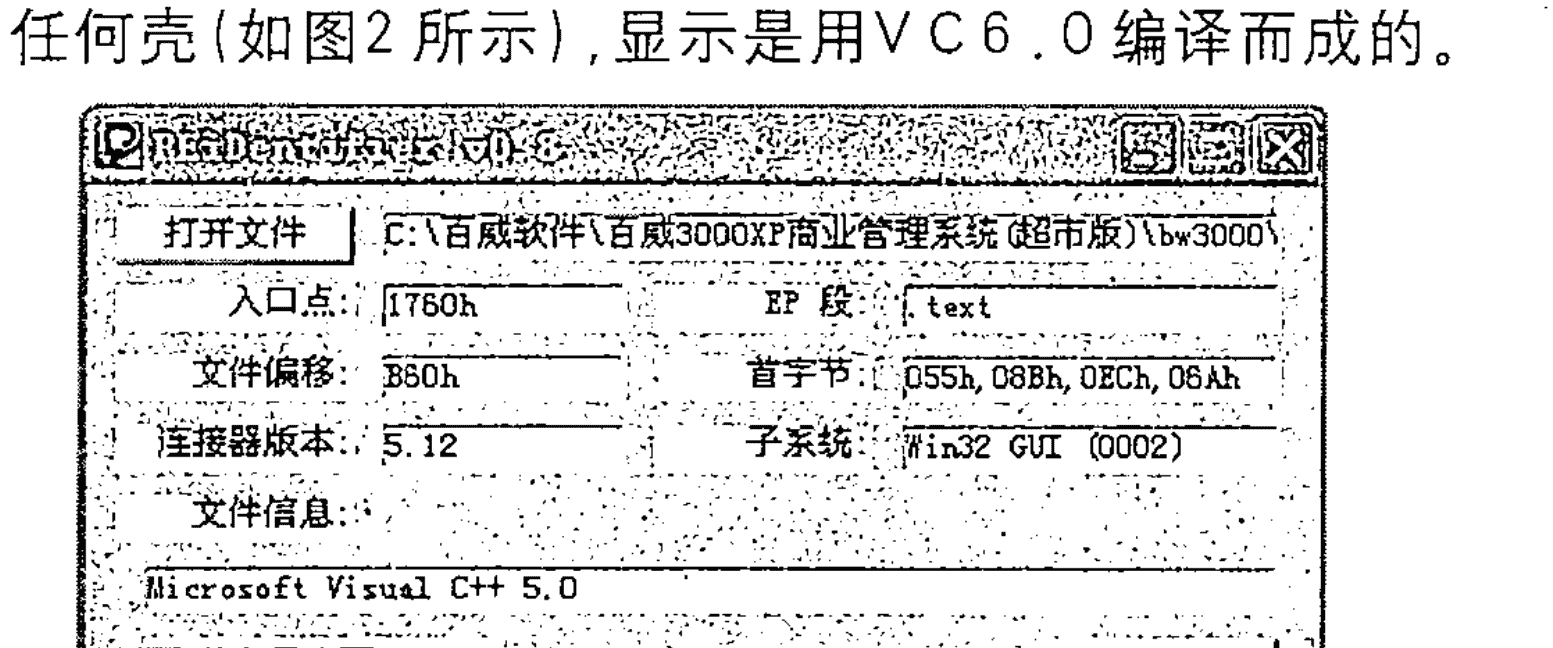 任何壳(如图2所示),显示是用VC6.0编译而成的。
PEiDentifier v0.8
打开文件 C:\百威软件\百威3000XP商业管理系统(超市版)\bw3000\
入口点: 1760h EP 段: .text
文件偏移: B60h 首字节: 055h,08Bh,0ECh,06Ah
连接器版本: 5.12 子系统: Win32 GUI (0002)
文件信息:
Microsoft Visual C++ 5.0